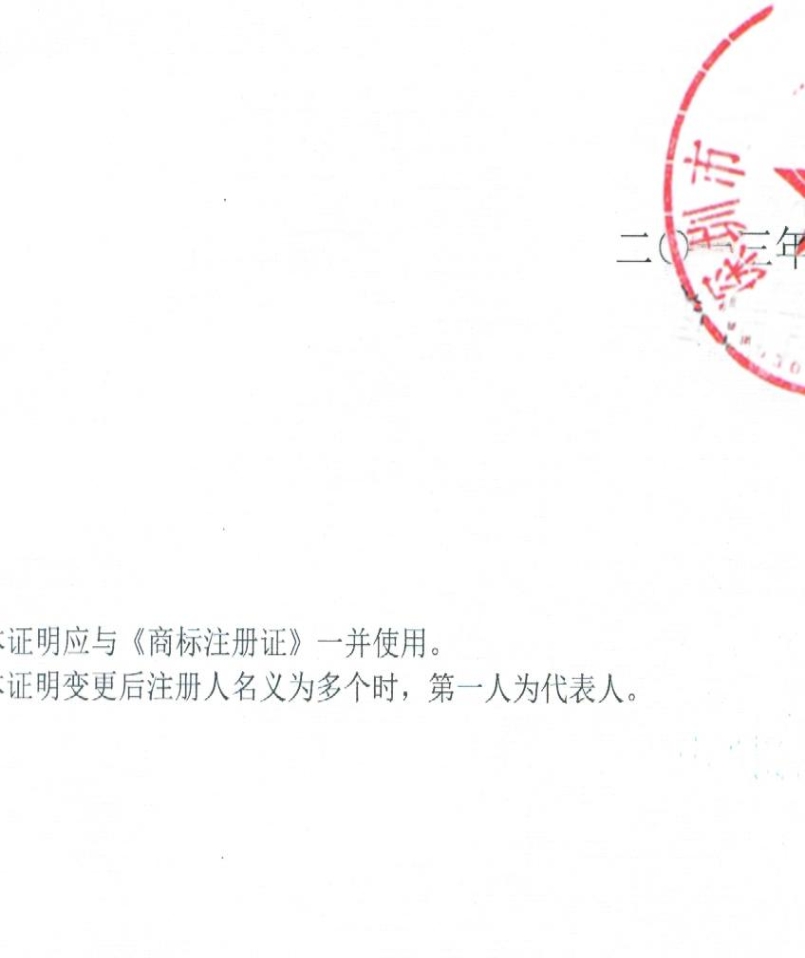 深圳市
二〇一三年
本证明应与《商标注册证》一并使用。
本证明变更后注册人名义为多个时，第一人为代表人。